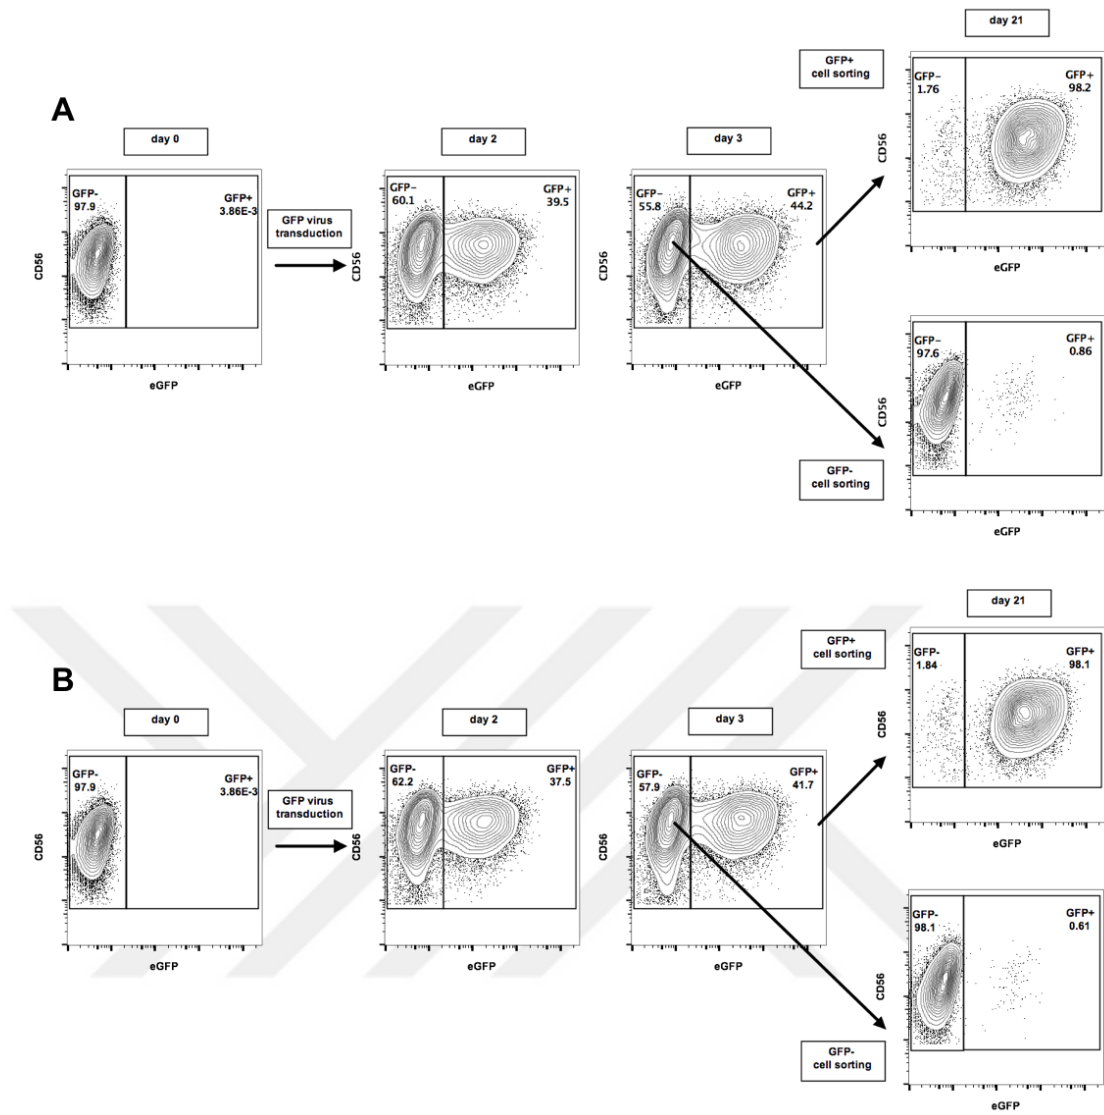 day 21
GFP+
cell sorting
GFP–
1.76
GFP+
98.2
CD56
eGFP
A
day 0
day 2
day 3
GFP-
97.9
GFP+
3.86E-3
CD56
eGFP
GFP virus
transduction
GFP–
60.1
GFP+
39.5
CD56
eGFP
GFP–
55.8
GFP+
44.2
CD56
eGFP
GFP–
97.6
GFP+
0.86
CD56
eGFP
GFP-
cell sorting
day 21
GFP+
cell sorting
GFP-
1.84
GFP+
98.1
CD56
eGFP
B
day 0
day 2
day 3
GFP-
97.9
GFP+
3.86E-3
CD56
eGFP
GFP virus
transduction
GFP-
62.2
GFP+
37.5
CD56
eGFP
GFP-
57.9
GFP+
41.7
CD56
eGFP
GFP-
98.1
GFP+
0.61
CD56
eGFP
GFP-
cell sorting